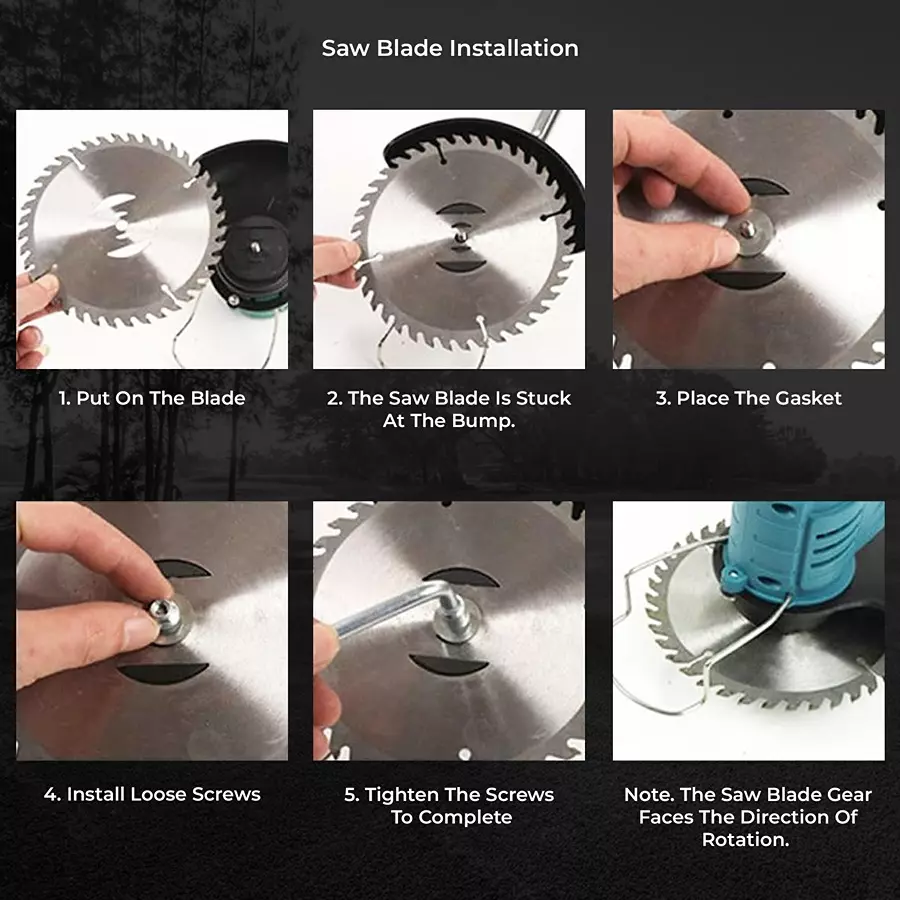 Saw Blade Installation
1. Put On The Blade
2. The Saw Blade Is Stuck
At The Bump.
3. Place The Gasket
4. Install Loose Screws
5. Tighten The Screws
To Complete
Note. The Saw Blade Gear
Faces The Direction Of
Rotation.